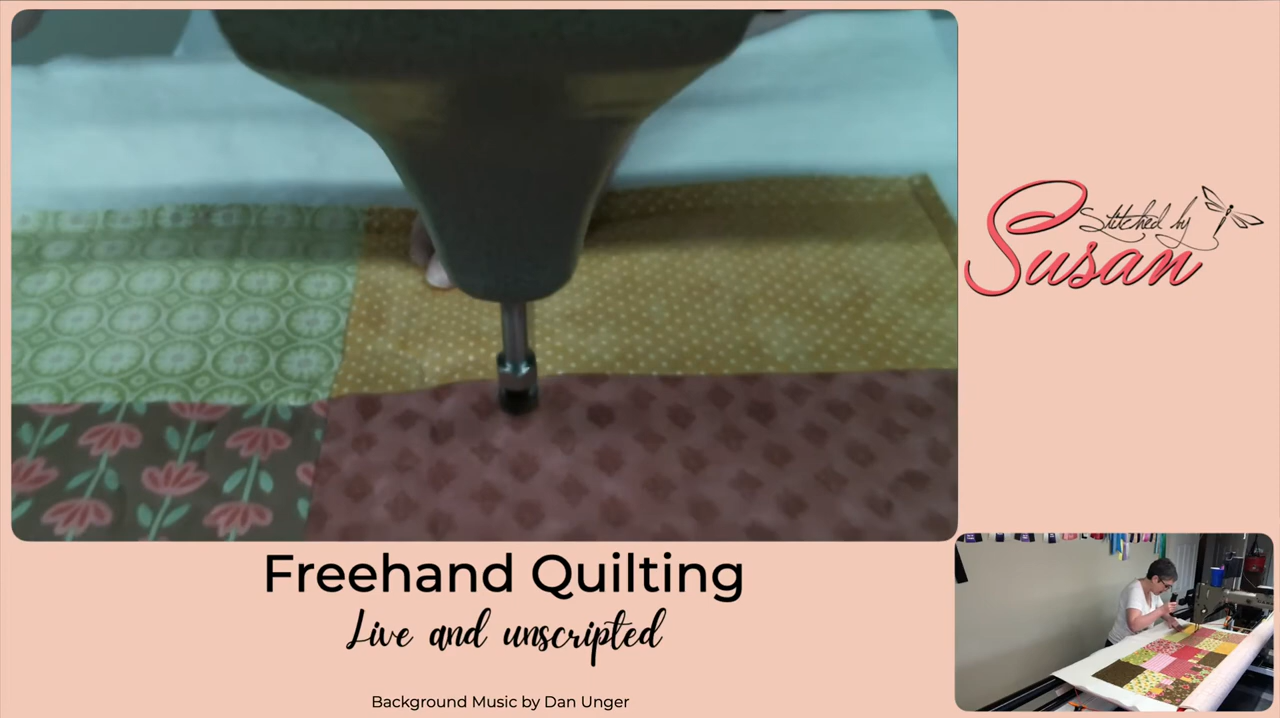 Stitched by
Susan
Freehand Quilting
Live and unscripted
Background Music by Dan Unger